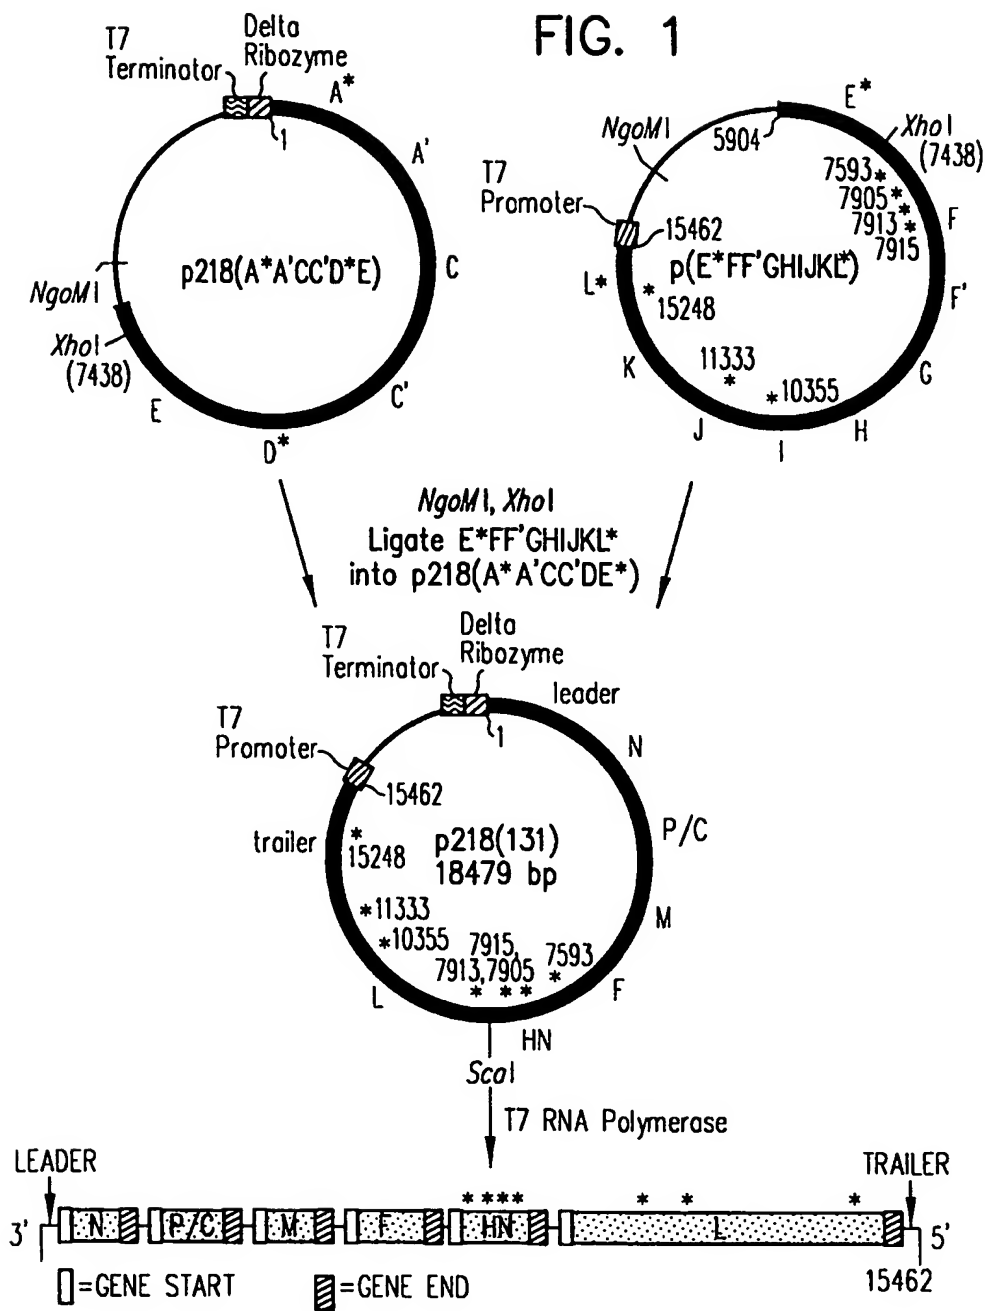 FIG. 1
T7
Terminator
Delta
Ribozyme
A*
1
A'
C
C'
D*
E
XhoI
(7438)
NgoMI
p218(A*A'CC'D*E)
E*
XhoI
(7438)
NgoMI
5904
T7
Promoter
15462
7593*
7905*
7913*
7915*
F
F'
G
H
I
J
K
L*
p(E*FF'GHIJKL*)
*15248
11333
*
*10355
NgoMI, XhoI
Ligate E*FF'GHIJKL*
into p218(A*A'CC'DE*)
T7
Terminator
Delta
Ribozyme
leader
1
T7
Promoter
15462
N
P/C
M
F
HN
L
trailer
*
15248
p218(131)
18479 bp
*11333
*10355
7915,
7913,7905
7593
* * * *
ScaI
T7 RNA Polymerase
LEADER
TRAILER
* * * * * * *
3' N P/C M F HN L 5'
15462
=GENE START =GENE END